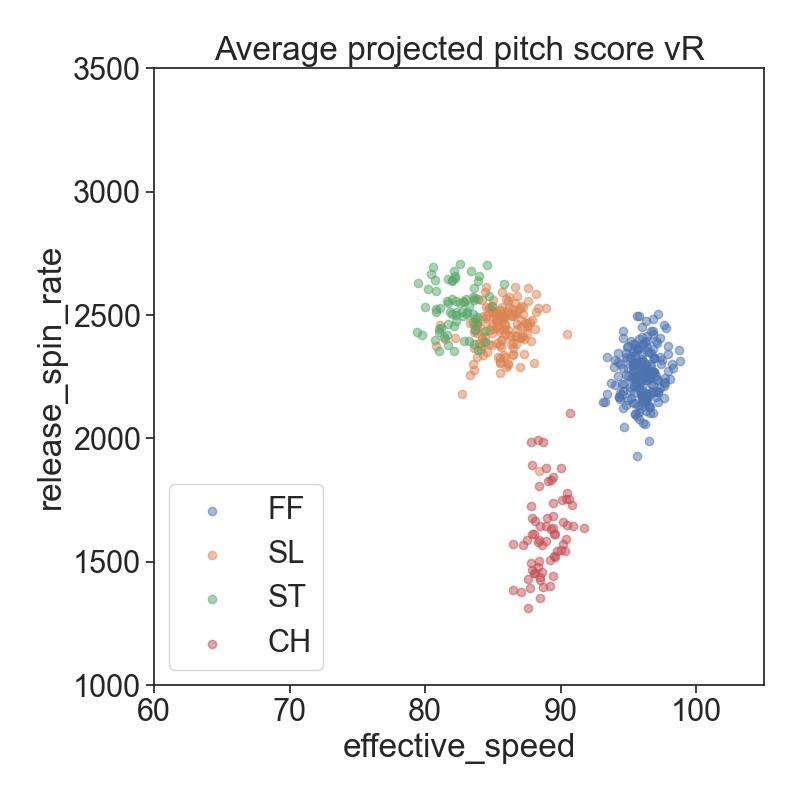 Average projected pitch score vR
3500
3000
2500
2000
1500
1000
release_spin_rate
FF
SL
ST
CH
60
70
80
90
100
effective_speed